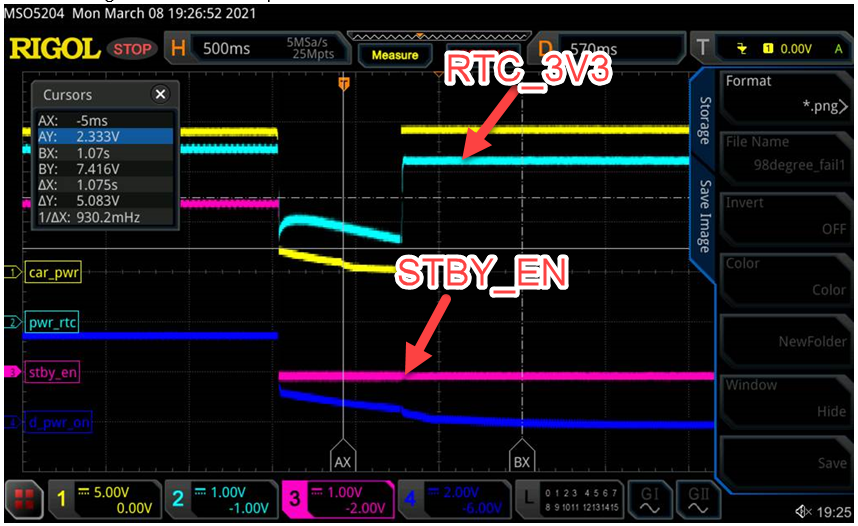 MSO5204 Mon March 08 19:26:52 2021
RIGOL STOP H 500ms 5MSa/s 25Mpts Measure D 570ms T 1 0.00V A
RTC_3V3
Cursors
AX: -5ms
AY: 2.333V
BX: 1.07s
BY: 7.416V
ΔX: 1.075s
ΔY: 5.083V
1/ΔX: 930.2mHz
T
1 car_pwr
2 pwr_rtc
3 stby_en
d_pwr_on
STBY_EN
AX BX
Storage
Save Image
Format
*.png>
File Name
98degree_fail1
Invert
OFF
Color
Color
NewFolder
Window
Hide
Save
1 5.00V 0.00V
2 1.00V -1.00V
3 1.00V -2.00V
4 2.00V -6.00V
L 0 1 2 3 4 5 6 7
8 9 10 11 12 13 14 15
GI GII
19:25